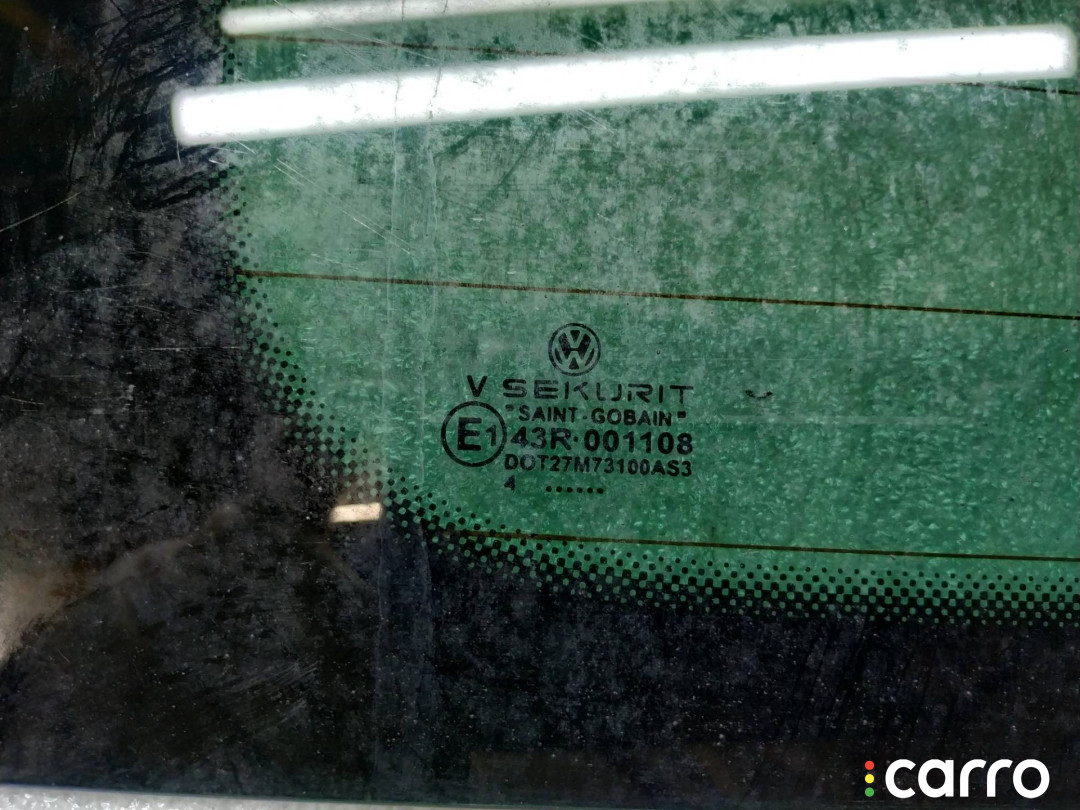 V SEKURIT
"SAINT-GOBAIN"
E1 43R-001108
DOT27M73100AS3
4 ......
carro